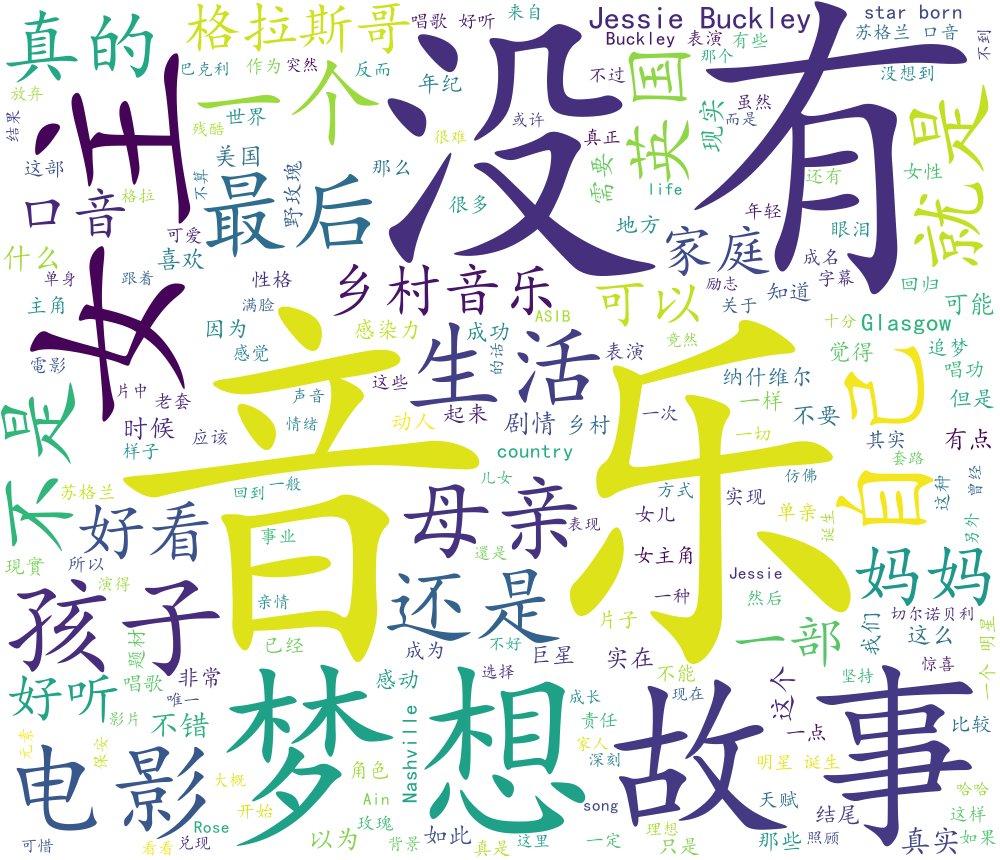 真的
格拉斯哥
唱歌 好听
来自
Jessie Buckley
star born
Buckley 表演
有些
苏格兰 口音
没有
女主
一个
英国
就是
巴克利
作为
突然
反而
年纪
不过
那个
没想到
不到
放弃
结果
残酷
世界
很难
或许
真正
现实
虽然
而是
这部
格拉
不算
美国
那么
需要
life
还有
女性
口音
最后
野玫瑰
很多
地方
年轻
眼泪
什么
可爱
喜欢
家庭
成名
字幕
单身
跟着
性格
乡村音乐
励志
关于
知道
回归
可能
主角
满脸
ASIB
可以
十分
Glasgow
因为
感染力
成功
電影
感觉
的话
竟然
觉得
追梦
片中
老套
这些
生活
表演
纳什维尔
唱功
不是
声音
动人
起来
剧情
乡村
一次
一样
不要
自己
但是
时候
应该
情绪
一切
其实
有点
样子
音乐
country
套路
苏格兰
回到
一般
儿女
方式
实现
仿佛
这种
曾经
好看
母亲
表现
女儿
单亲
诞生
另外
现實
所以
事业
還是
女主角
妈妈
演得
Jessie
孩子
亲情
还是
一种
然后
切尔诺贝利
题材
已经
不好
片子
一部
我们
这么
明星
一个
成为
巨星
实在
好听
唱歌
非常
感动
选择
不能
这个
坚持
惊喜
唯一
梦想
成长
现在
影片
不错
责任
故事
一点
比较
元素
家人
电影
保安
角色
Nashville
深刻
明星 诞生
大概
Ain
天赋
哈哈
开始
玫瑰
song
结尾
这样
Rose
以为
如此
理想
可惜
看看
兑现
背景
真是
这里
一定
只是
那些
照顾
真实
如果